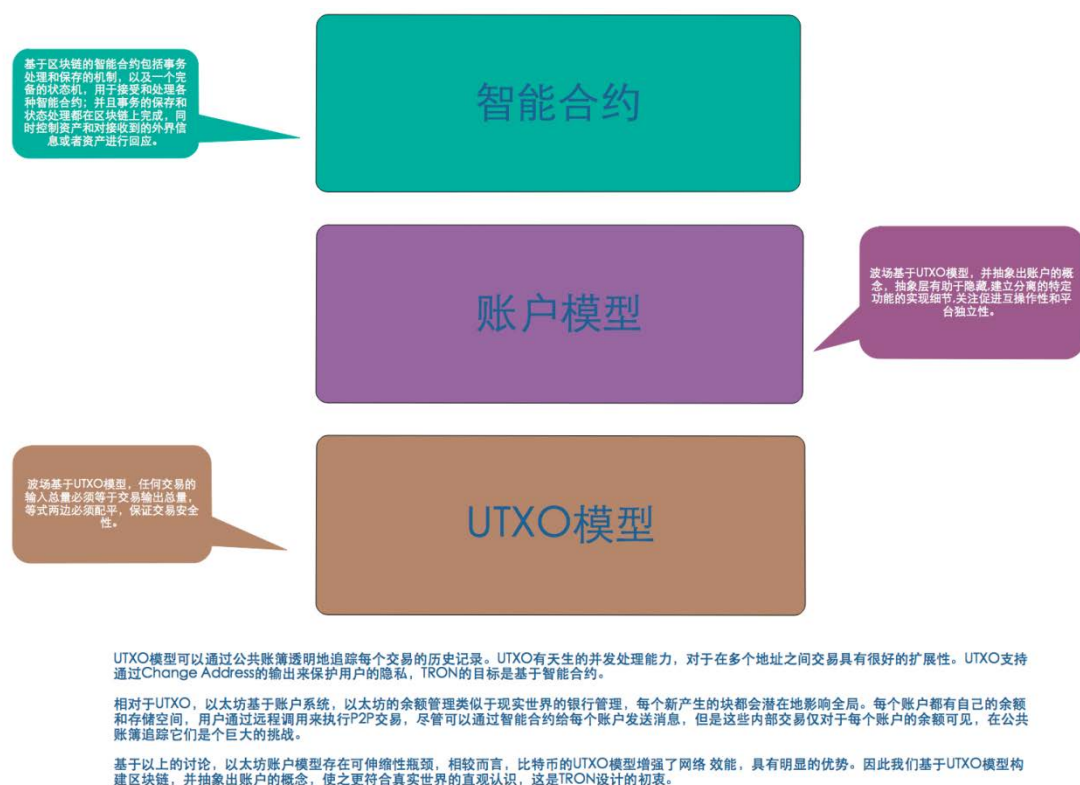 基于区块链的智能合约包括事务
处理和保存的机制，以及一个完
备的状态机，用于接受和处理各
种智能合约；并且事务的保存和
状态处理都在区块链上完成，同
时控制资产和对接收到的外界信
息或者资产进行回应。
智能合约
账户模型
波场基于UTXO模型，并抽象出账户的概
念，抽象层有助于隐藏,建立分离的特定
功能的实现细节,关注促进互操作性和平
台独立性。
波场基于UTXO模型，任何交易的
输入总量必须等于交易输出总量，
等式两边必须配平，保证交易安全
性。
UTXO模型
UTXO模型可以通过公共账薄透明地追踪每个交易的历史记录。UTXO有天生的并发处理能力，对于在多个地址之间交易具有很好的扩展性。UTXO支持
通过Change Address的输出来保护用户的隐私，TRON的目标是基于智能合约。
相对于UTXO，以太坊基于账户系统，以太坊的余额管理类似于现实世界的银行管理，每个新产生的块都会潜在地影响全局。每个账户都有自己的余额
和存储空间，用户通过远程调用来执行P2P交易，尽管可以通过智能合约给每个账户发送消息，但是这些内部交易仅对于每个账户的余额可见，在公共
账薄追踪它们是个巨大的挑战。
基于以上的讨论，以太坊账户模型存在可伸缩性瓶颈，相较而言，比特币的UTXO模型增强了网络 效能，具有明显的优势。因此我们基于UTXO模型构
建区块链，并抽象出账户的概念，使之更符合真实世界的直观认识，这是TRON设计的初衷。